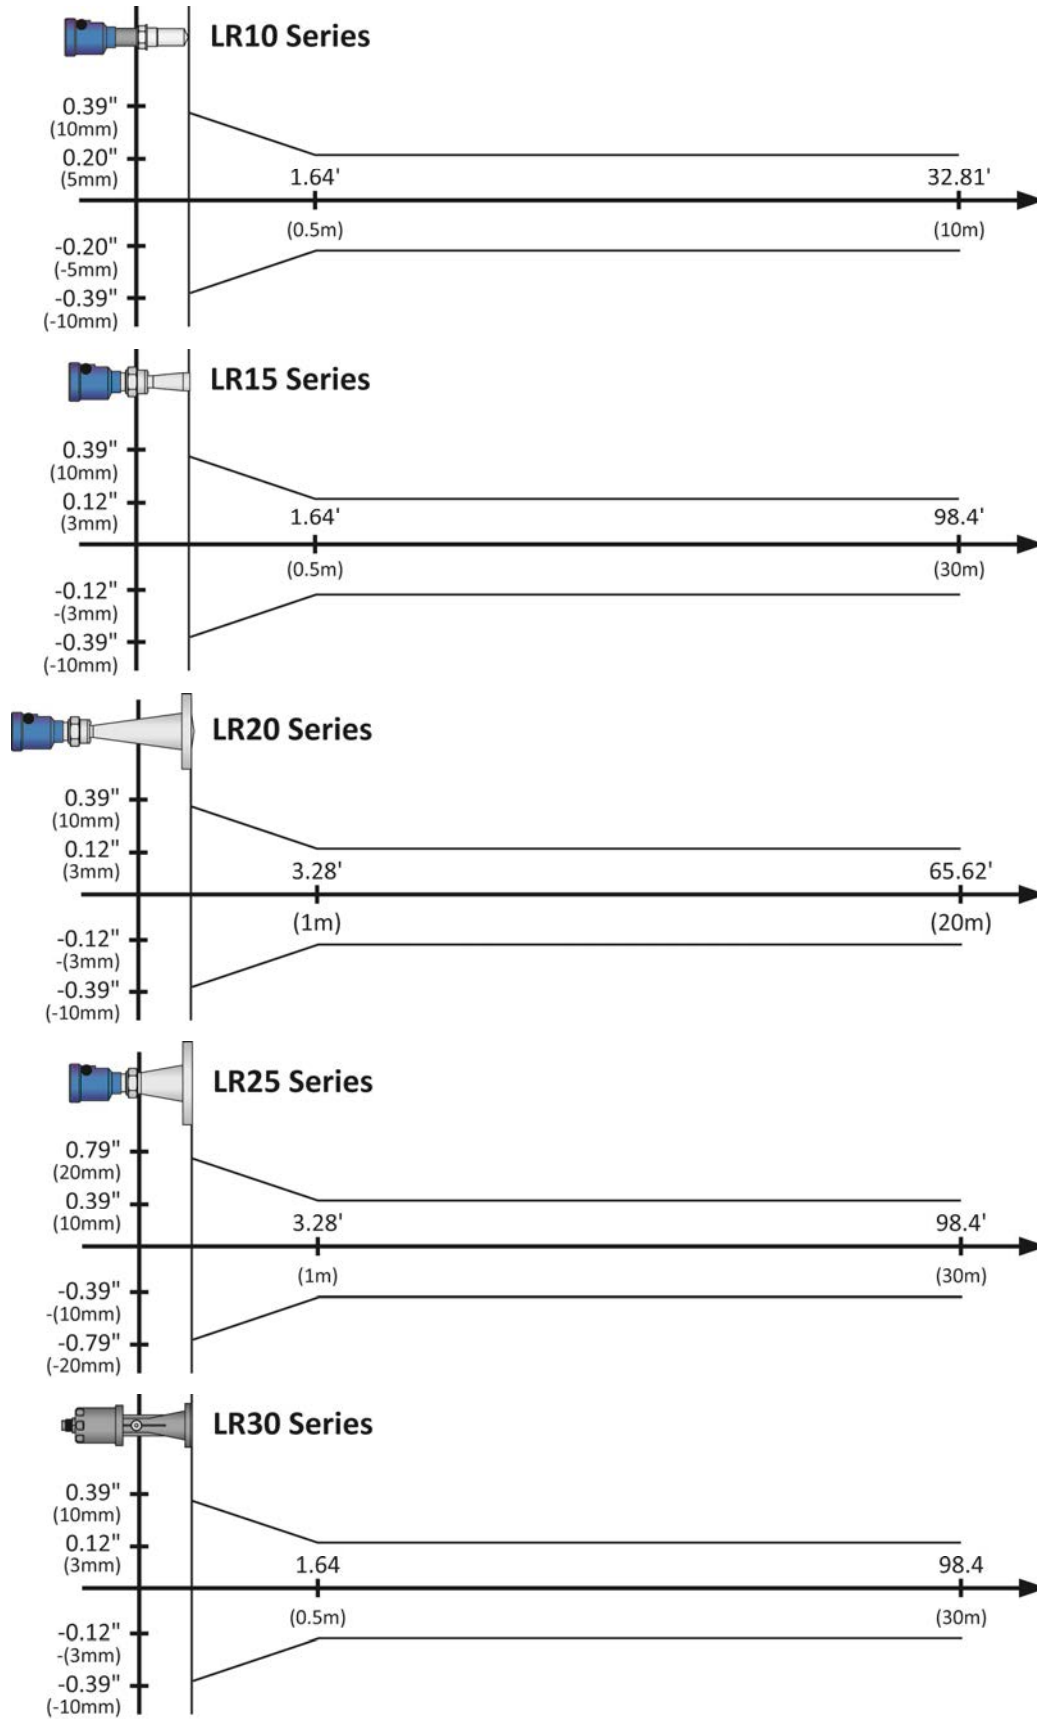 LR10 Series
0.39"
(10mm)
0.20"
(5mm)
1.64'
32.81'
(0.5m)
(10m)
-0.20"
(-5mm)
-0.39"
(-10mm)
LR15 Series
0.39"
(10mm)
0.12"
(3mm)
1.64'
98.4'
(0.5m)
(30m)
-0.12"
-(3mm)
-0.39"
(-10mm)
LR20 Series
0.39"
(10mm)
0.12"
(3mm)
3.28'
65.62'
(1m)
(20m)
-0.12"
-(3mm)
-0.39"
(-10mm)
LR25 Series
0.79"
(20mm)
0.39"
(10mm)
3.28'
98.4'
(1m)
(30m)
-0.39"
-(10mm)
-0.79"
(-20mm)
LR30 Series
0.39"
(10mm)
0.12"
(3mm)
1.64
98.4
(0.5m)
(30m)
-0.12"
-(3mm)
-0.39"
(-10mm)